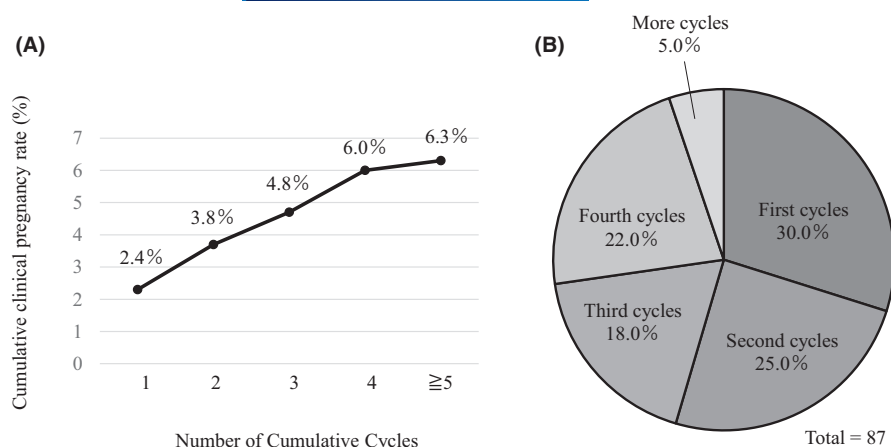 (A)
Cumulative clinical pregnancy rate (%)
7
6
5
4
3
2
1
0
2.4%
3.8%
4.8%
6.0%
6.3%
1 2 3 4 ≧5
Number of Cumulative Cycles
(B)
More cycles
5.0%
First cycles
30.0%
Second cycles
25.0%
Third cycles
18.0%
Fourth cycles
22.0%
Total = 87